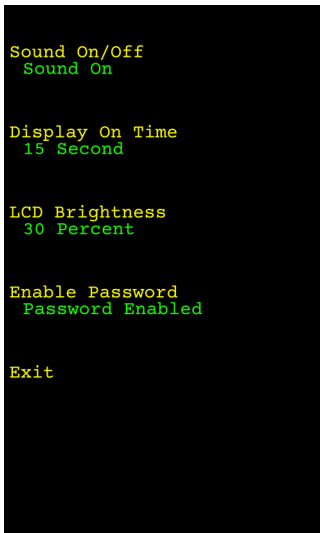 Sound On/Off
Sound On
Display On Time
15 Second
LCD Brightness
30 Percent
Enable Password
Password Enabled
Exit